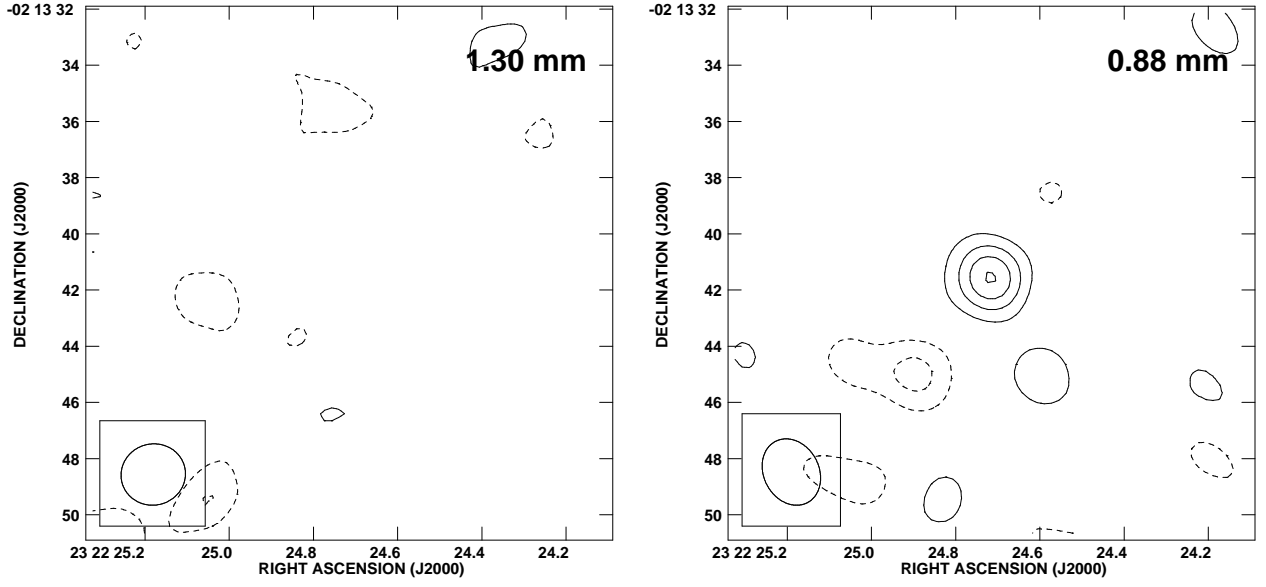 -02 13 32
1.30 mm
34
36
38
40
42
44
46
48
50
DECLINATION (J2000)
23 22 25.2
25.0
24.8
24.6
24.4
24.2
RIGHT ASCENSION (J2000)
-02 13 32
0.88 mm
34
36
38
40
42
44
46
48
50
DECLINATION (J2000)
23 22 25.2
25.0
24.8
24.6
24.4
24.2
RIGHT ASCENSION (J2000)